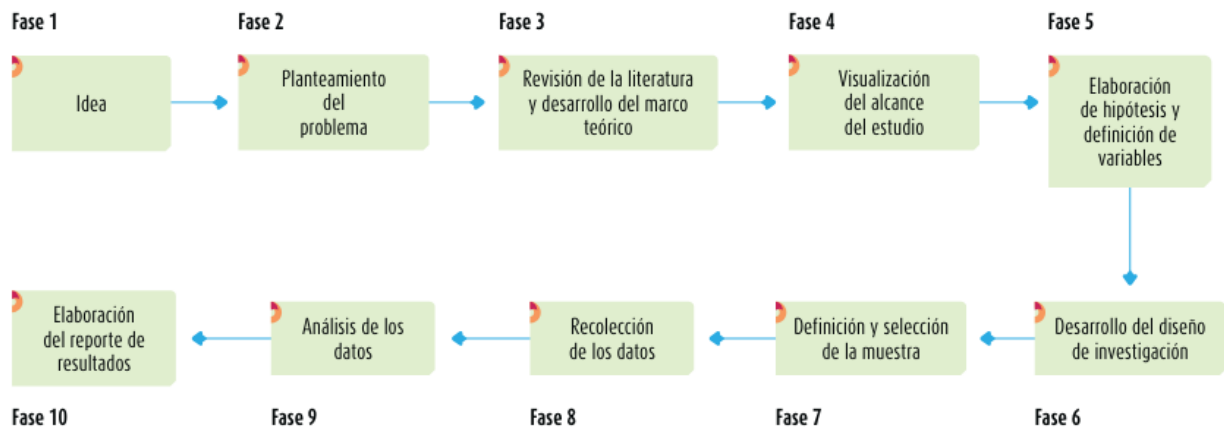 Fase 1
Fase 2
Fase 3
Fase 4
Fase 5
Idea
Planteamiento
del
problema
Revisión de la literatura
y desarrollo del marco
teórico
Visualización
del alcance
del estudio
Elaboración
de hipótesis y
definición de
variables
Desarrollo del diseño
de investigación
Definición y selección
de la muestra
Recolección
de los datos
Análisis de los
datos
Elaboración
del reporte de
resultados
Fase 10
Fase 9
Fase 8
Fase 7
Fase 6